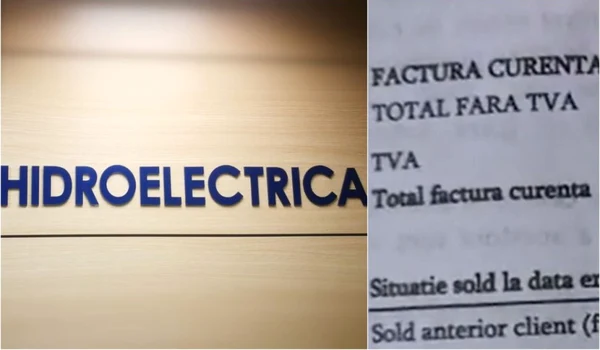 HIDROELECTRICA
FACTURA CURENTA
TOTAL FARA TVA
TVA
Total factura curenta
Situatie sold la data
Sold anterior client